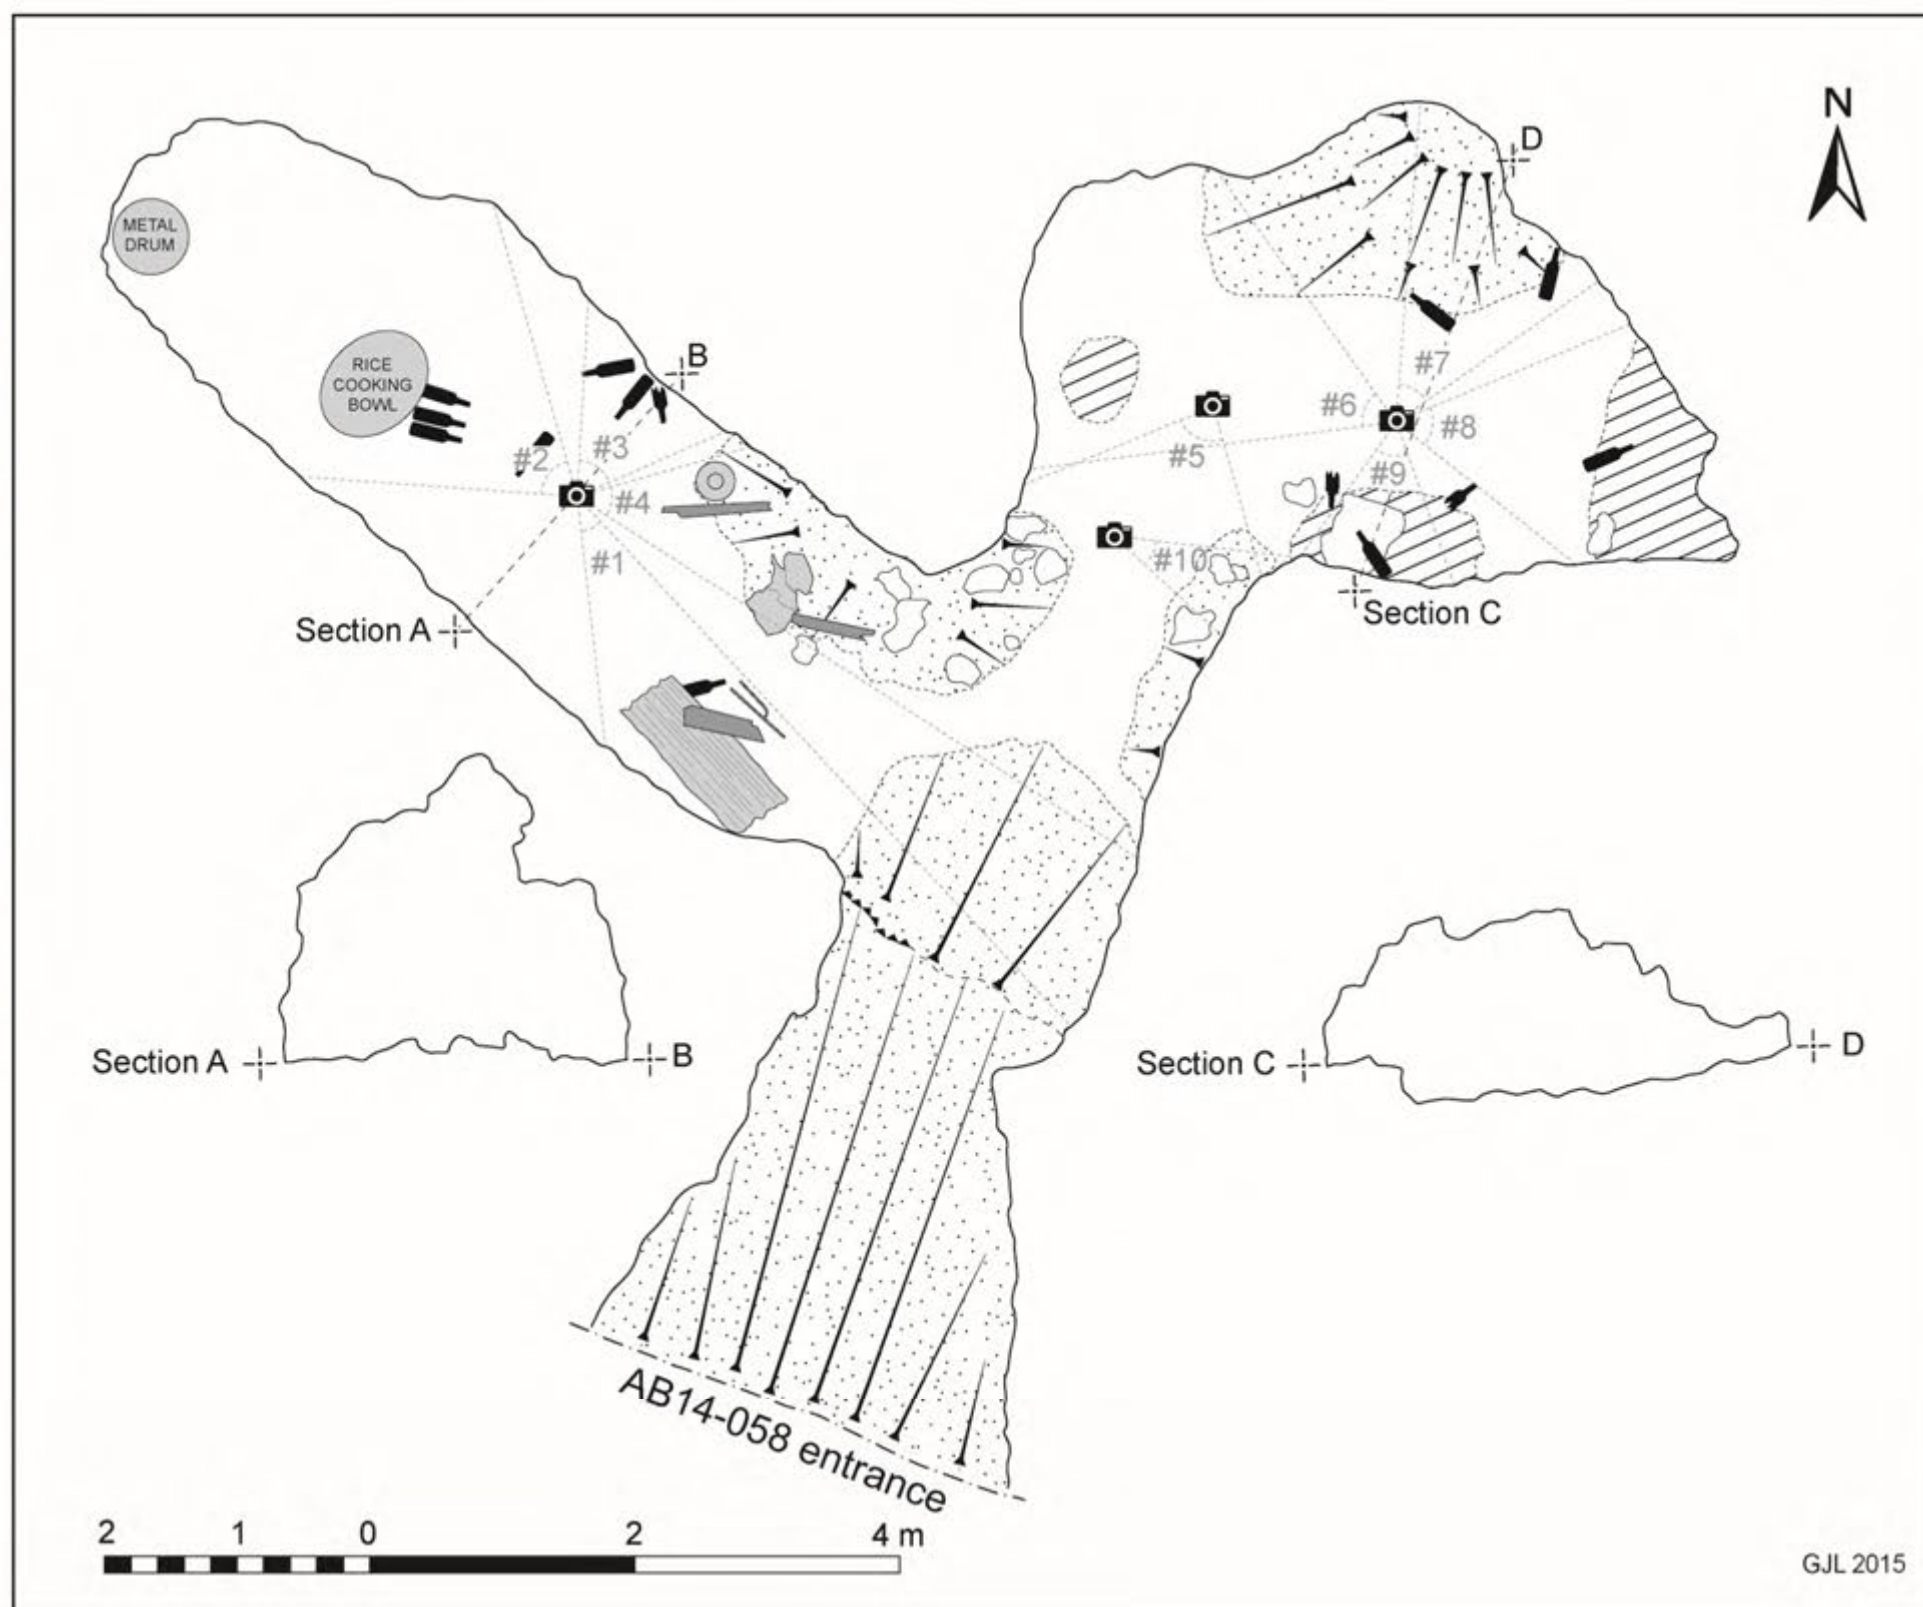 N
D
METAL
DRUM
B
RICE
COOKING
BOWL
#7
#6
#8
#5
#9
#3
#2
#4
#10
#1
Section A
Section C
Section A
B
Section C
D
AB14-058 entrance
2 1 0 2 4 m
GJL 2015